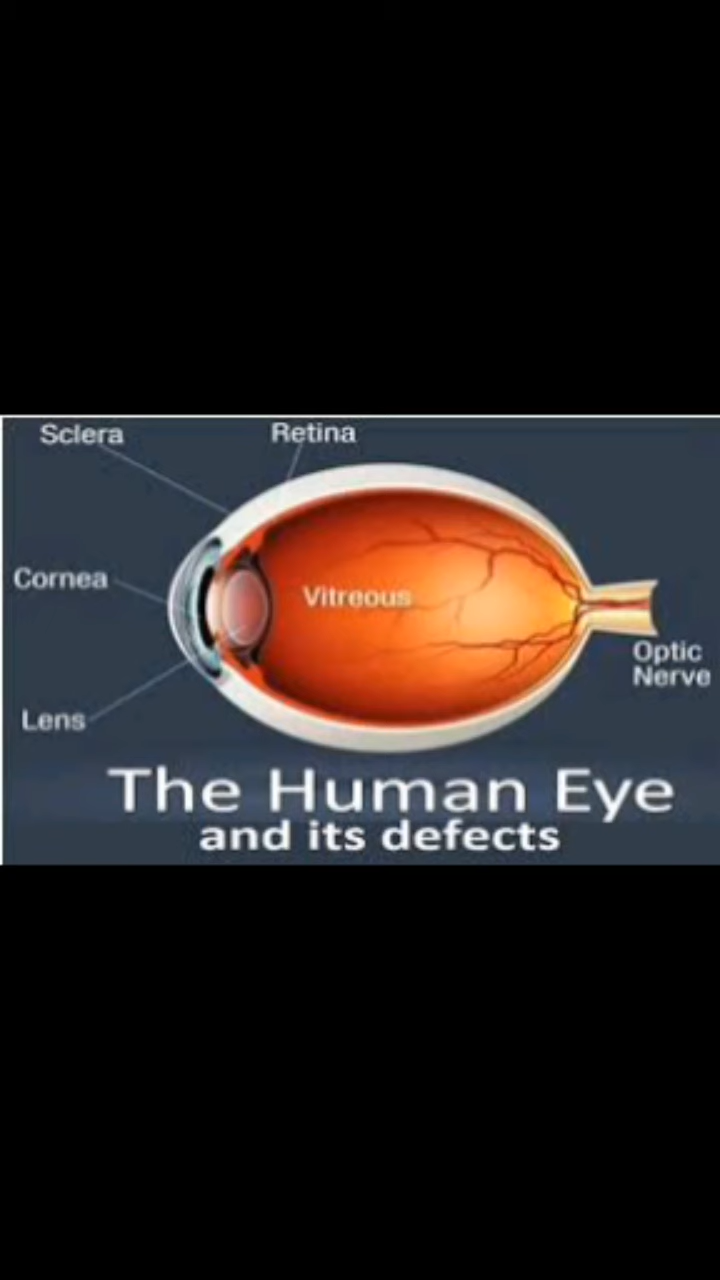 Sclera
Retina
Cornea
Vitreous
Optic
Nerve
Lens
The Human Eye
and its defects